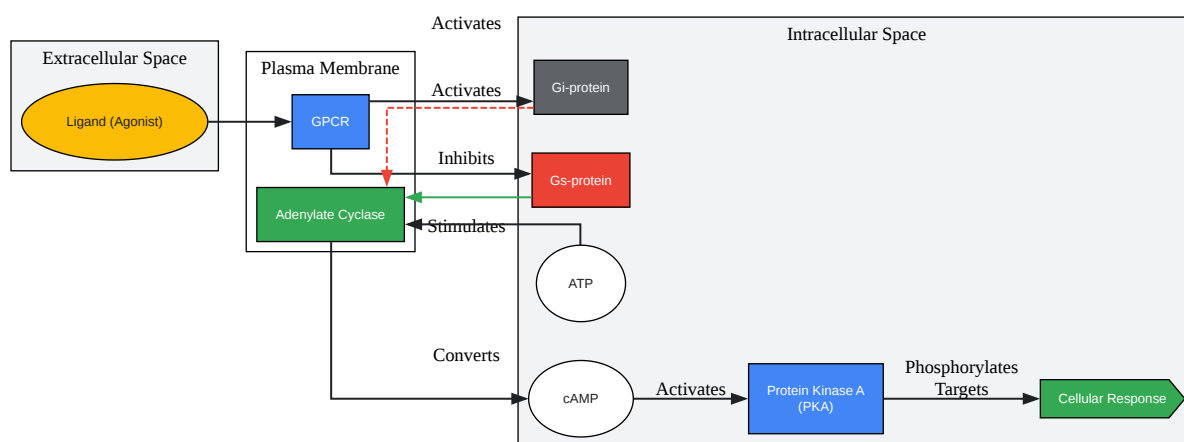 Activates
Intracellular Space
Extracellular Space
Plasma Membrane
Ligand (Agonist)
GPCR
Activates
Gi-protein
Inhibits
Gs-protein
Adenylate Cyclase
Stimulates
ATP
Converts
cAMP
Activates
Protein Kinase A
(PKA)
Phosphorylates
Targets
Cellular Response